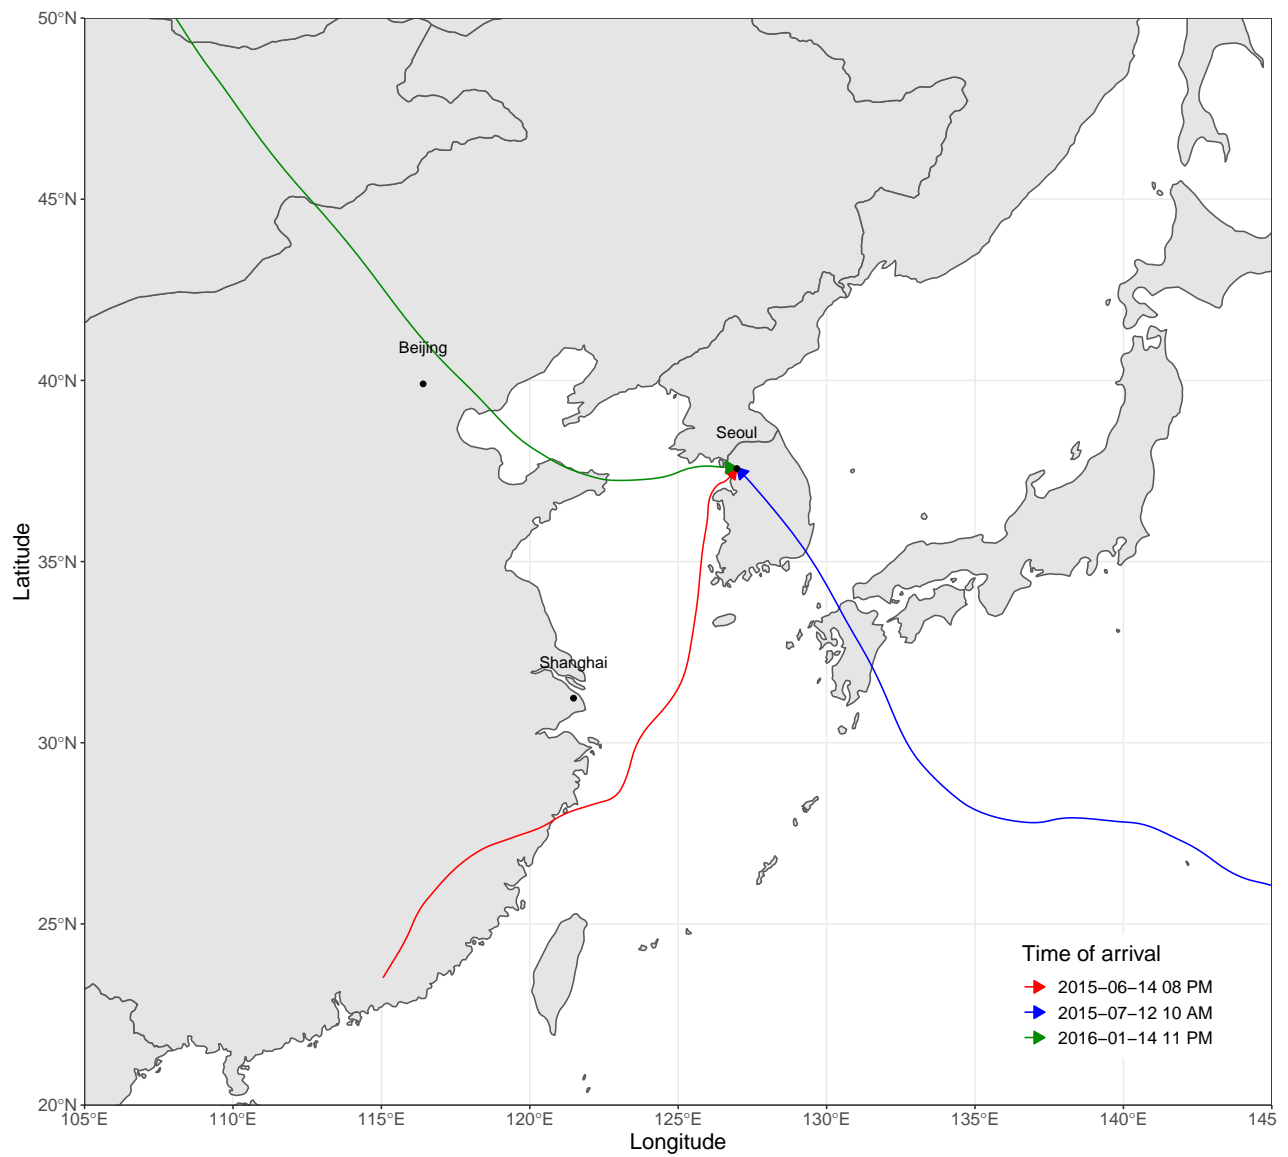 50°N
45°N
40°N
35°N
30°N
25°N
20°N
Latitude
Beijing
Seoul
Shanghai
Time of arrival
2015−06−14 08 PM
2015−07−12 10 AM
2016−01−14 11 PM
105°E 110°E 115°E 120°E 125°E 130°E 135°E 140°E 145
Longitude